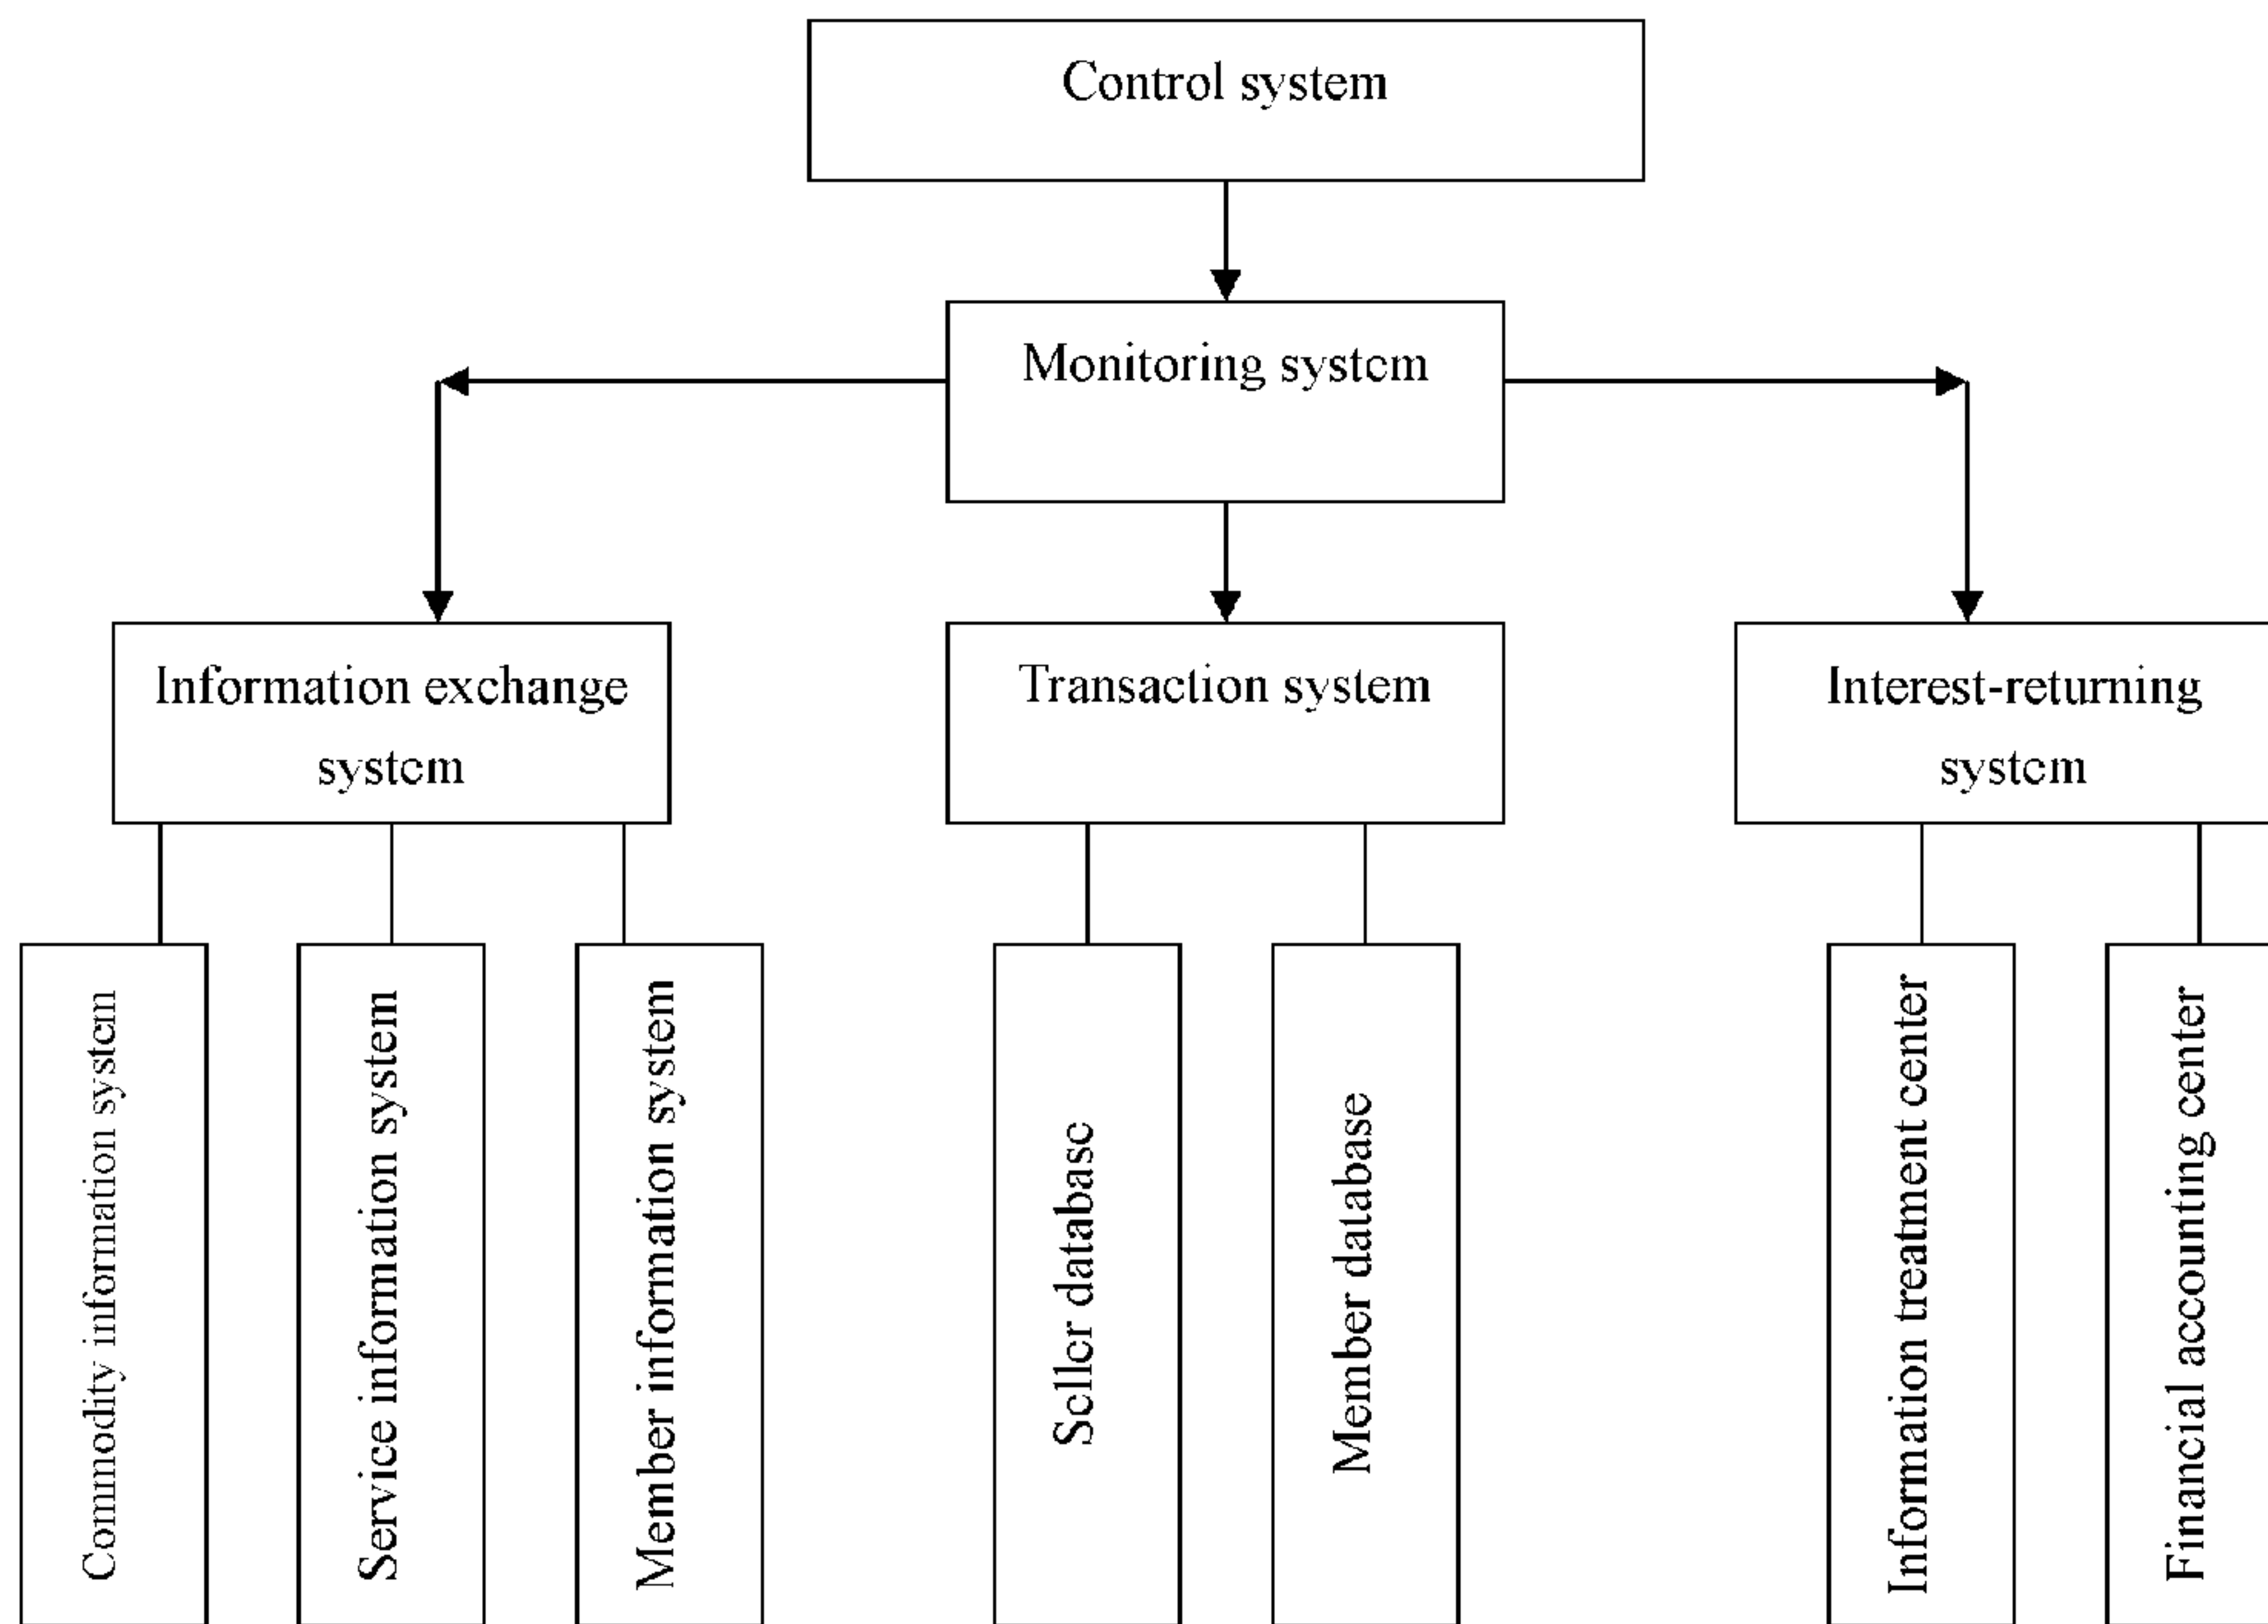 Control system
Monitoring system
Information exchange
system
Transaction system
Interest-returning
system
Commodity information system
Service information system
Member information system
Seller database
Member database
Information treatment center
Financial accounting center